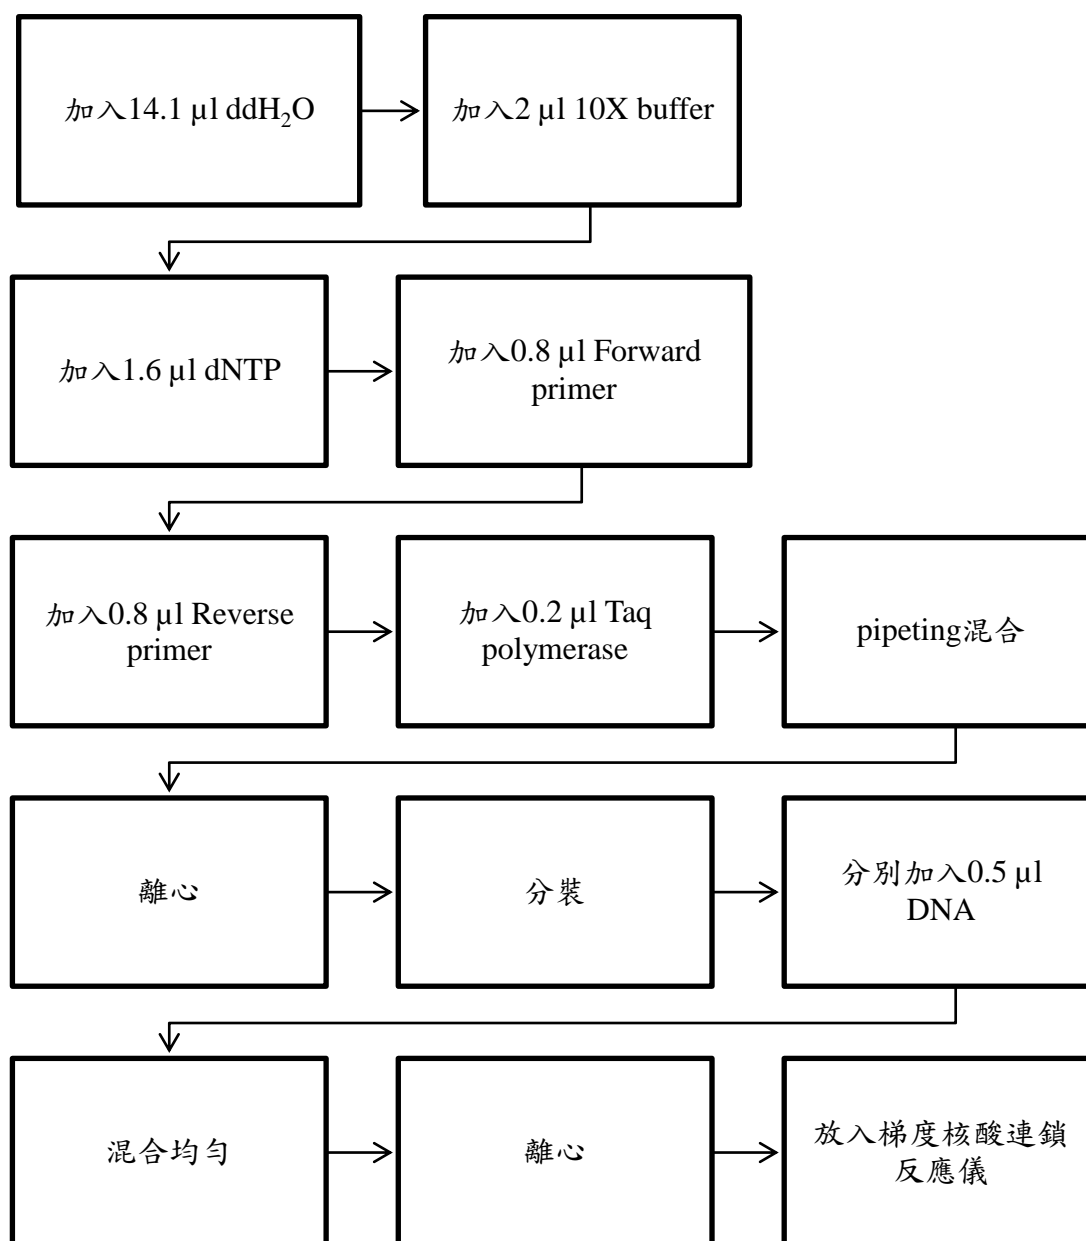 加入14.1 µl ddH₂O
加入2 µl 10X buffer
加入1.6 µl dNTP
加入0.8 µl Forward
primer
加入0.8 µl Reverse
primer
加入0.2 µl Taq
polymerase
pipeting混合
離心
分裝
分別加入0.5 µl
DNA
混合均勻
離心
放入梯度核酸連鎖
反應儀